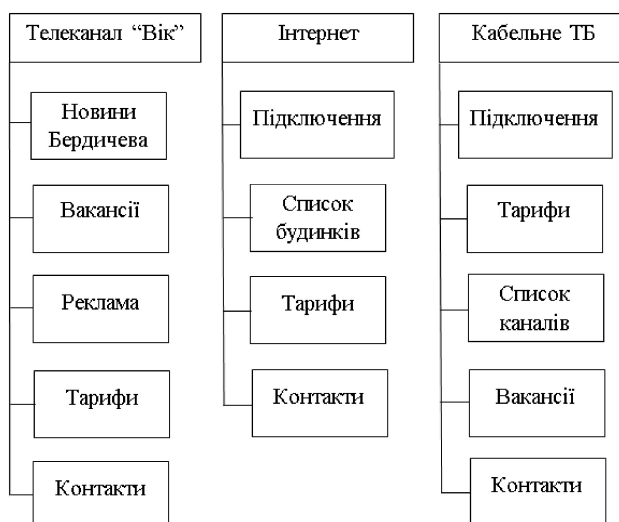 Телеканал “Вік”
Новини
Бердичева
Вакансії
Реклама
Тарифи
Контакти
Інтернет
Підключення
Список
будинків
Тарифи
Контакти
Кабельне ТБ
Підключення
Тарифи
Список
каналів
Вакансії
Контакти